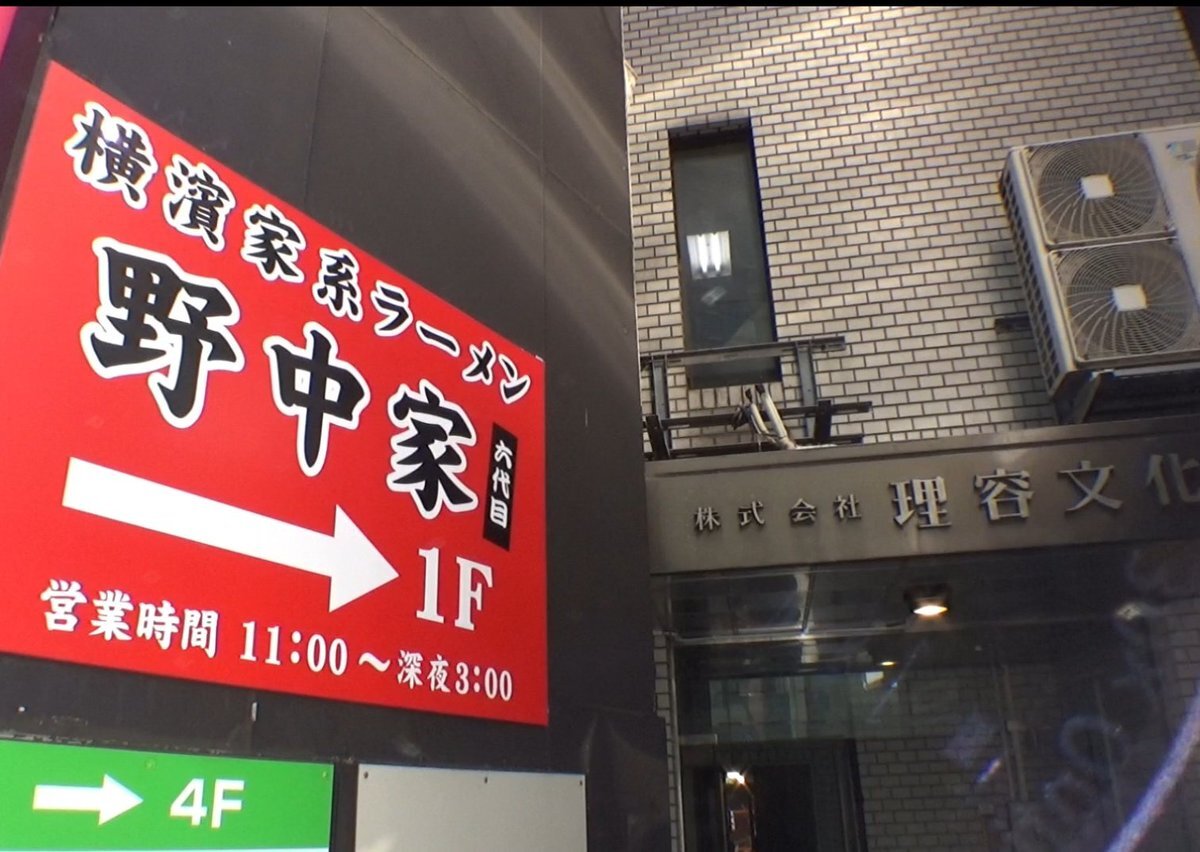 横濱家系ラーメン
野中家
六代目
1F
営業時間 11:00～深夜3:00
4F
株式会社 理容文化